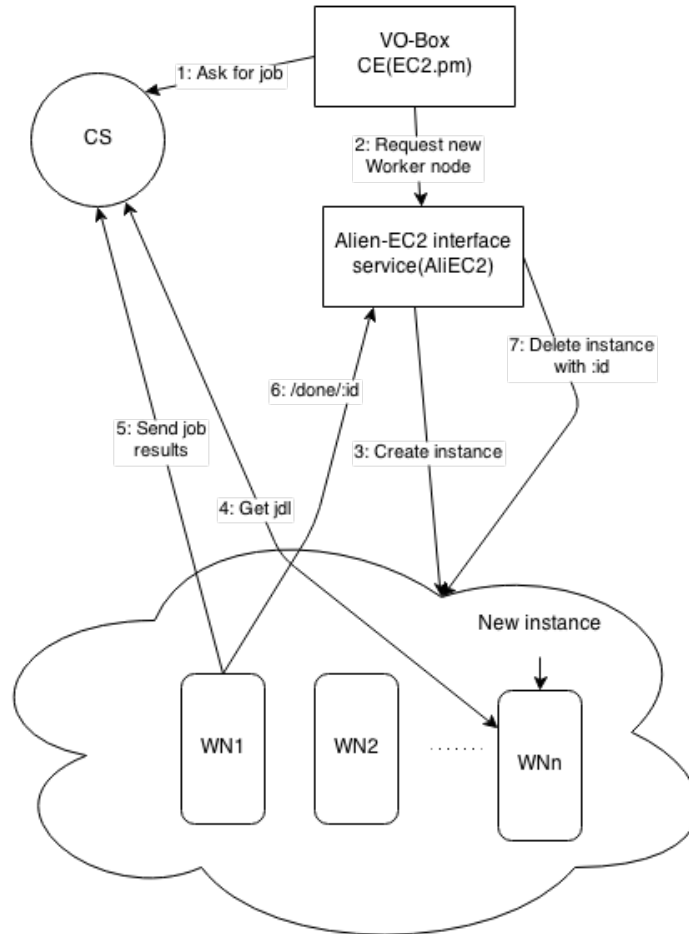 VO-Box
CE(EC2.pm)
1: Ask for job
CS
2: Request new
Worker node
Alien-EC2 interface
service(AliEC2)
7: Delete instance
with :id
6: /done/:id
5: Send job
results
3: Create instance
4: Get jdl
New instance
WN1
WN2
......
WNn